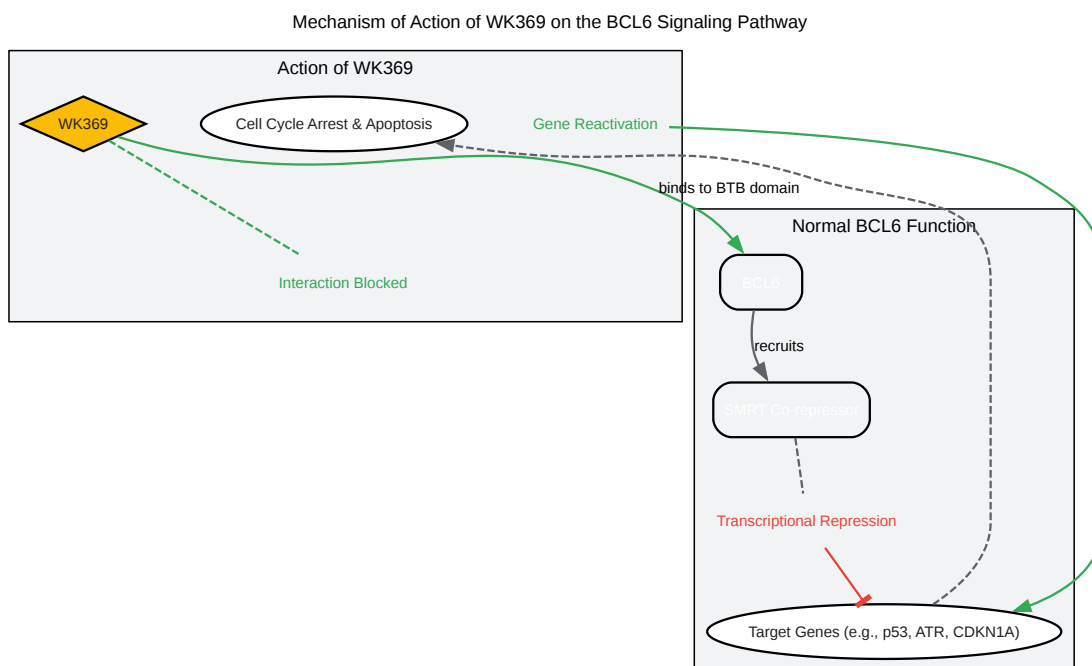 Mechanism of Action of WK369 on the BCL6 Signaling Pathway
Action of WK369
WK369
Cell Cycle Arrest & Apoptosis
Gene Reactivation
binds to BTB domain
Normal BCL6 Function
Interaction Blocked
BCL6
recruits
SMRT Co-repressor
Transcriptional Repression
Target Genes (e.g., p53, ATR, CDKN1A)